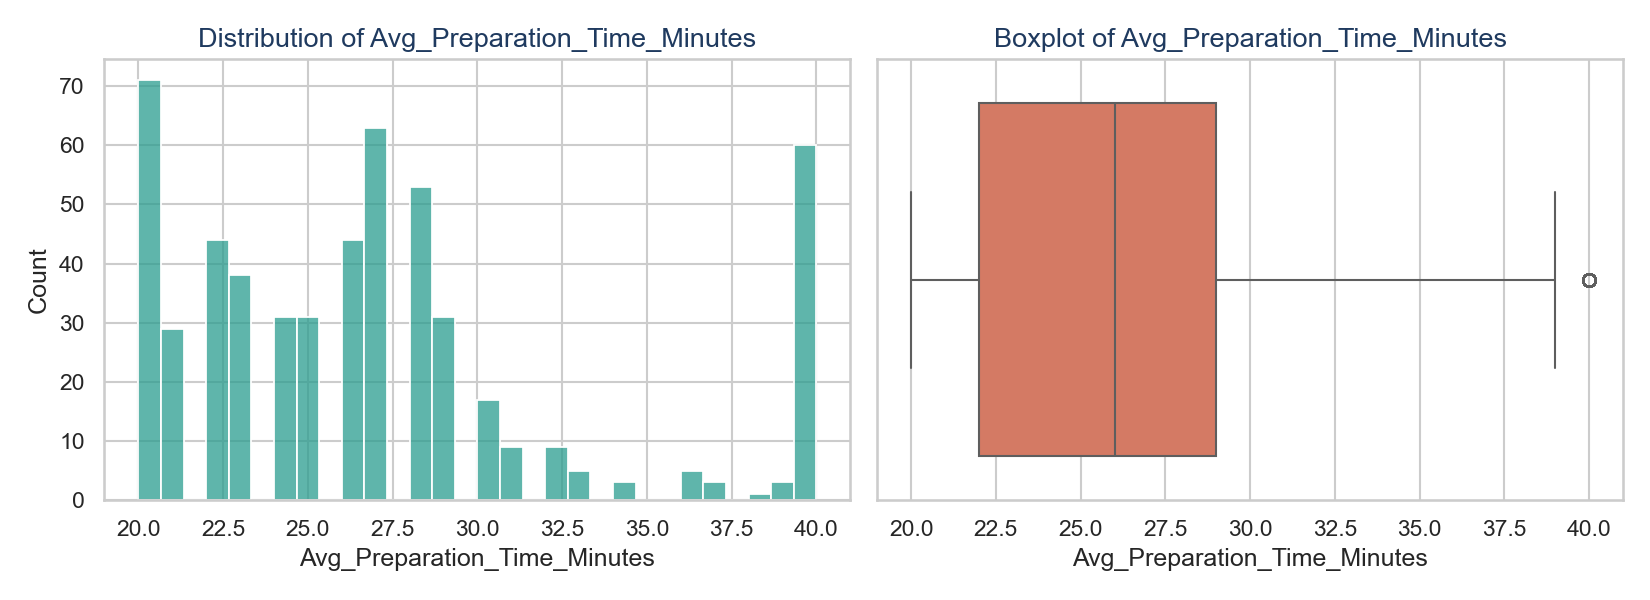 Distribution of Avg_Preparation_Time_Minutes
70
60
50
40
30
20
10
0
Count
20.0 22.5 25.0 27.5 30.0 32.5 35.0 37.5 40.0
Avg_Preparation_Time_Minutes
Boxplot of Avg_Preparation_Time_Minutes
20.0 22.5 25.0 27.5 30.0 32.5 35.0 37.5 40.0
Avg_Preparation_Time_Minutes